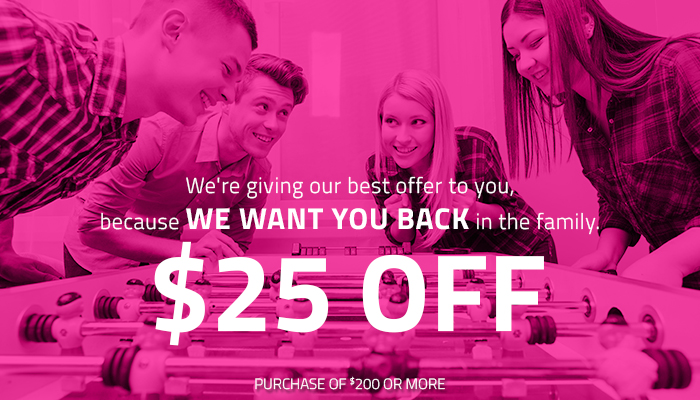 We're giving our best offer to you,
because WE WANT YOU BACK in the family.
$25 OFF
PURCHASE OF $200 OR MORE